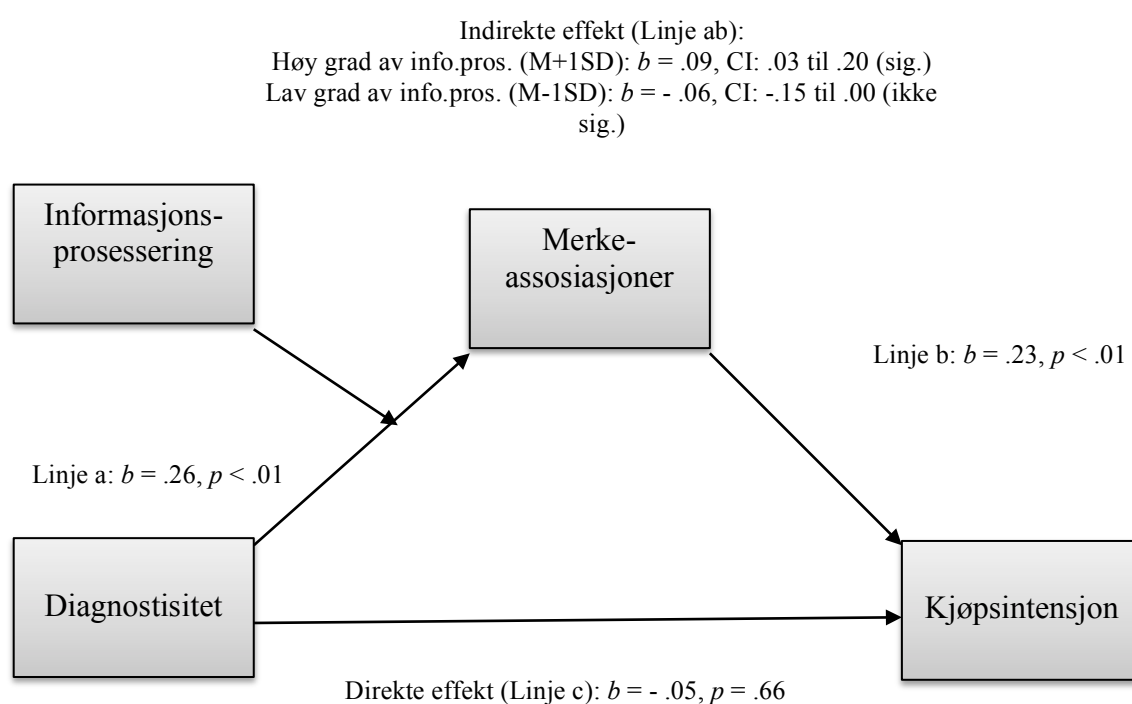 Indirekte effekt (Linje ab):
Høy grad av info.pros. (M+1SD): b = .09, CI: .03 til .20 (sig.)
Lav grad av info.pros. (M-1SD): b = - .06, CI: -.15 til .00 (ikke
sig.)
Informasjons-
prosessering
Merke-
assosiasjoner
Linje b: b = .23, p < .01
Linje a: b = .26, p < .01
Diagnostisitet
Kjøpsintensjon
Direkte effekt (Linje c): b = - .05, p = .66